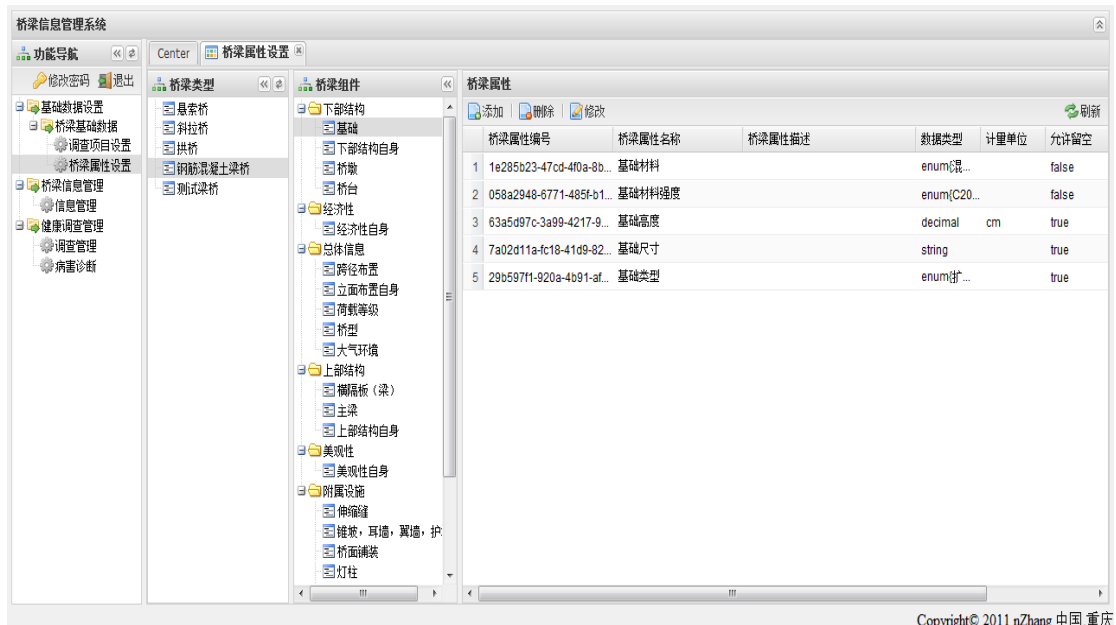 桥梁信息管理系统
功能导航
修改密码 退出
基础数据设置
桥梁基础数据
调查项目设置
桥梁属性设置
桥梁信息管理
信息管理
健康调查管理
调查管理
病害诊断
Center 桥梁属性设置
桥梁类型
悬索桥
斜拉桥
拱桥
钢筋混凝土梁桥
测试梁桥
桥梁组件
下部结构
基础
下部结构自身
桥墩
桥台
经济性
经济性自身
总体信息
跨径布置
立面布置自身
荷载等级
桥型
大气环境
上部结构
横隔板（梁）
主梁
上部结构自身
美观性
美观性自身
附属设施
伸缩缝
锥坡，耳墙，翼墙，护
桥面铺装
灯柱
桥梁属性
添加 删除 修改 刷新
桥梁属性编号 桥梁属性名称 桥梁属性描述 数据类型 计量单位 允许留空
1 1e285b23-47cd-4f0a-8b... 基础材料 enum{混... false
2 058a2948-6771-485f-b1... 基础材料强度 enum{C20... false
3 63a5d97c-3a99-4217-9... 基础高度 decimal cm true
4 7a02d11a-fc18-41d9-82... 基础尺寸 string true
5 29b597f1-920a-4b91-af... 基础类型 enum{扩... true
Copyright© 2011 nZhang 中国 重庆